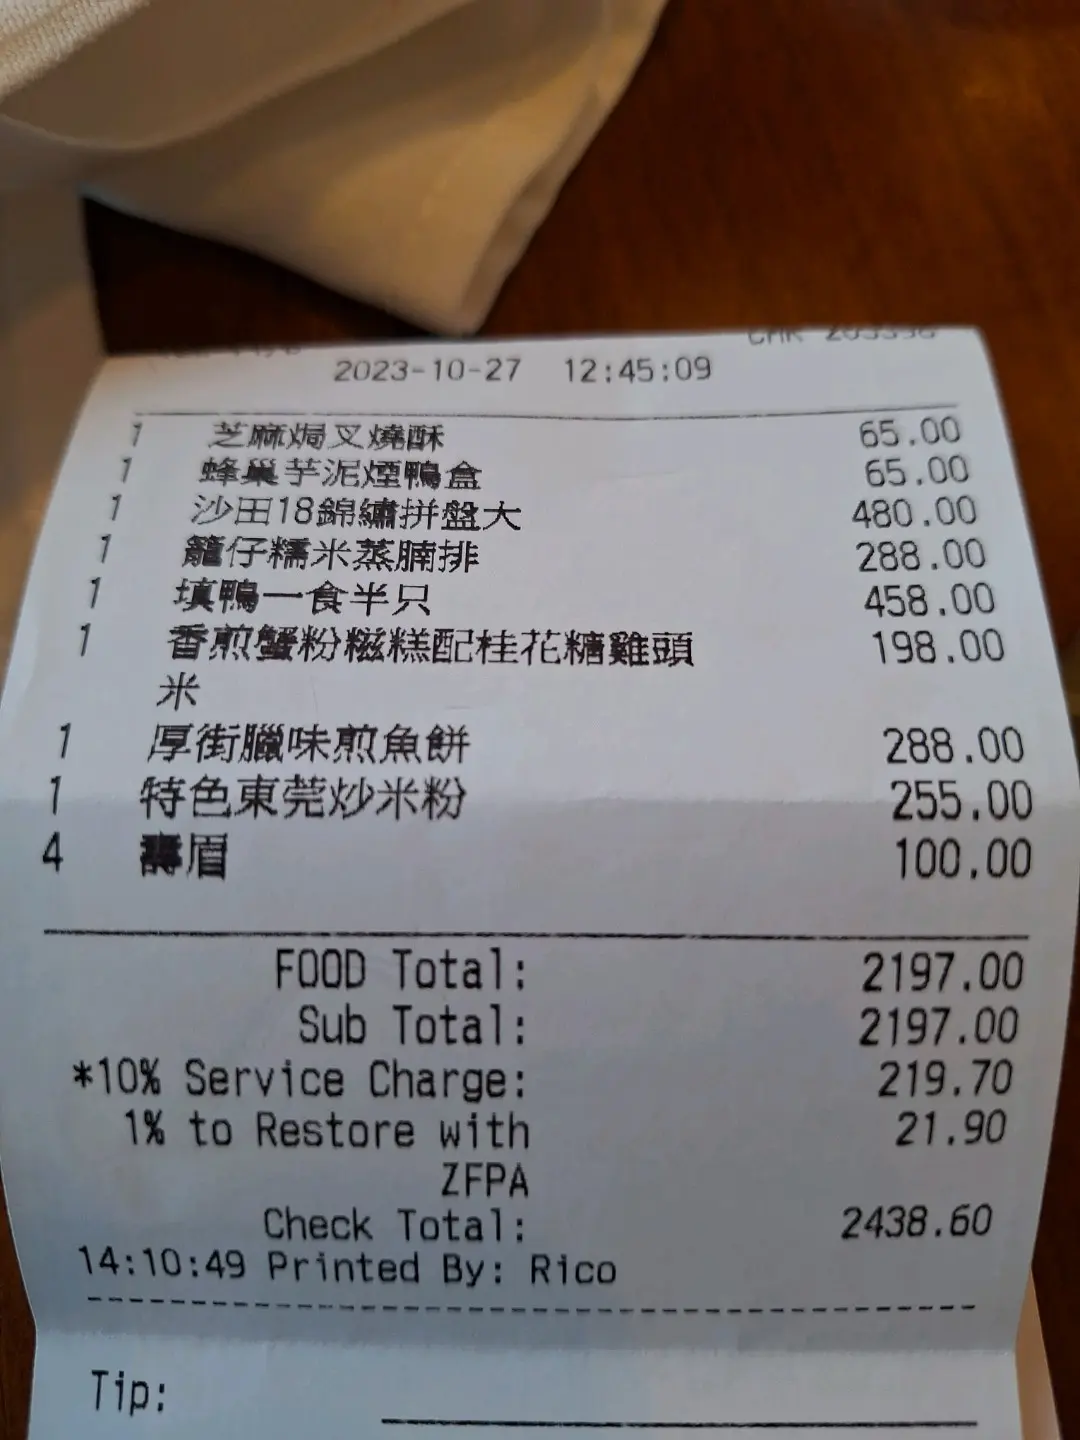 2023-10-27 12:45:09
1 芝麻焗叉燒酥 65.00
1 蜂巢芋泥煙鴨盒 65.00
1 沙田18錦繡拼盤大 480.00
1 籠仔糯米蒸腩排 288.00
1 填鴨一食半只 458.00
1 香煎蟹粉糍糕配桂花糖雞頭 198.00
米
1 厚街臘味煎魚餅 288.00
1 特色東莞炒米粉 255.00
4 壽眉 100.00
FOOD Total: 2197.00
Sub Total: 2197.00
*10% Service Charge: 219.70
1% to Restore with 21.90
ZFPA
Check Total: 2438.60
14:10:49 Printed By: Rico
Tip: